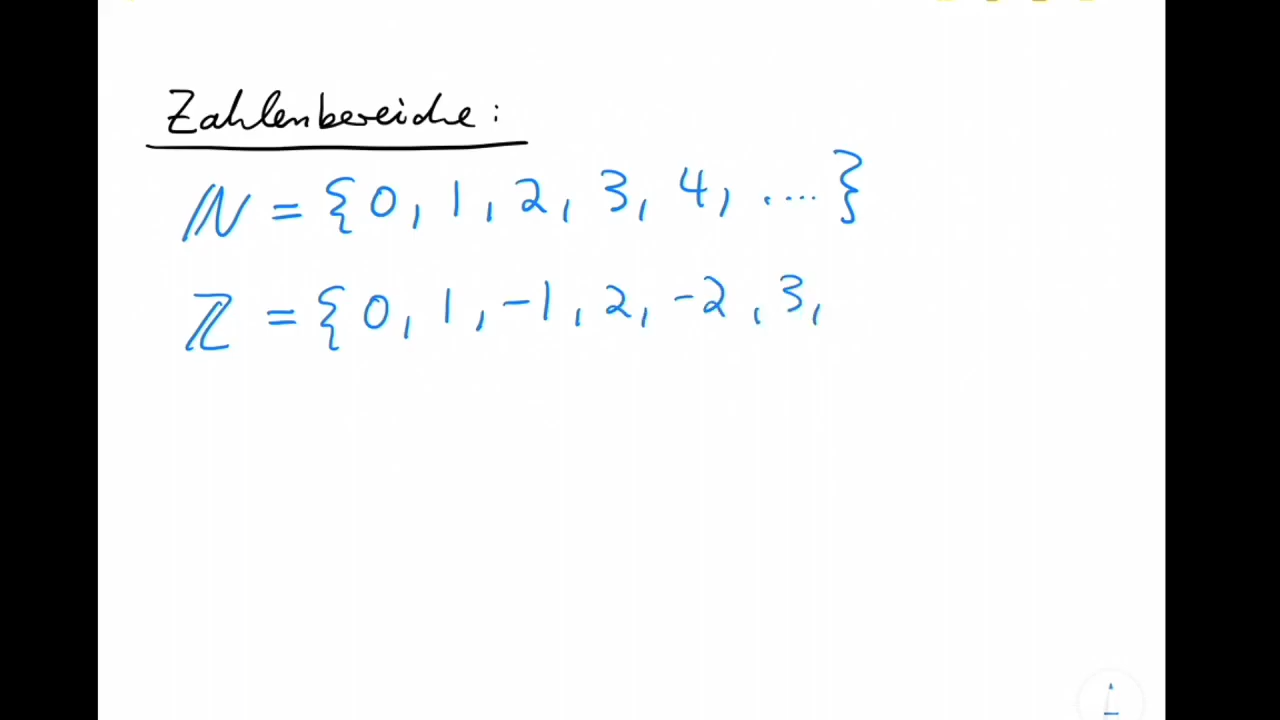 Zahlenbereiche:
ℕ = {0, 1, 2, 3, 4, ....}
ℤ = {0, 1, -1, 2, -2, 3,